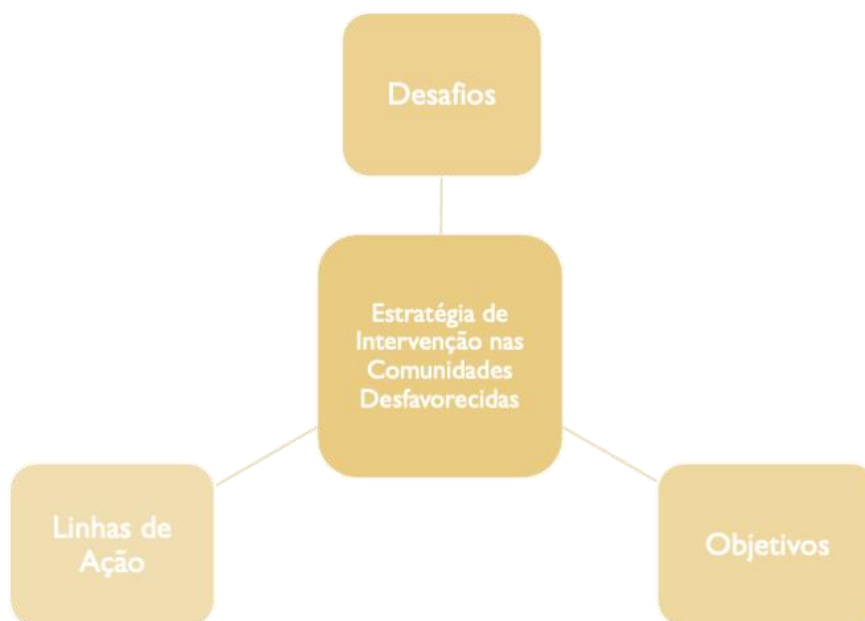 Desafios
Estratégia de
Intervenção nas
Comunidades
Desfavorecidas
Linhas de
Ação
Objetivos